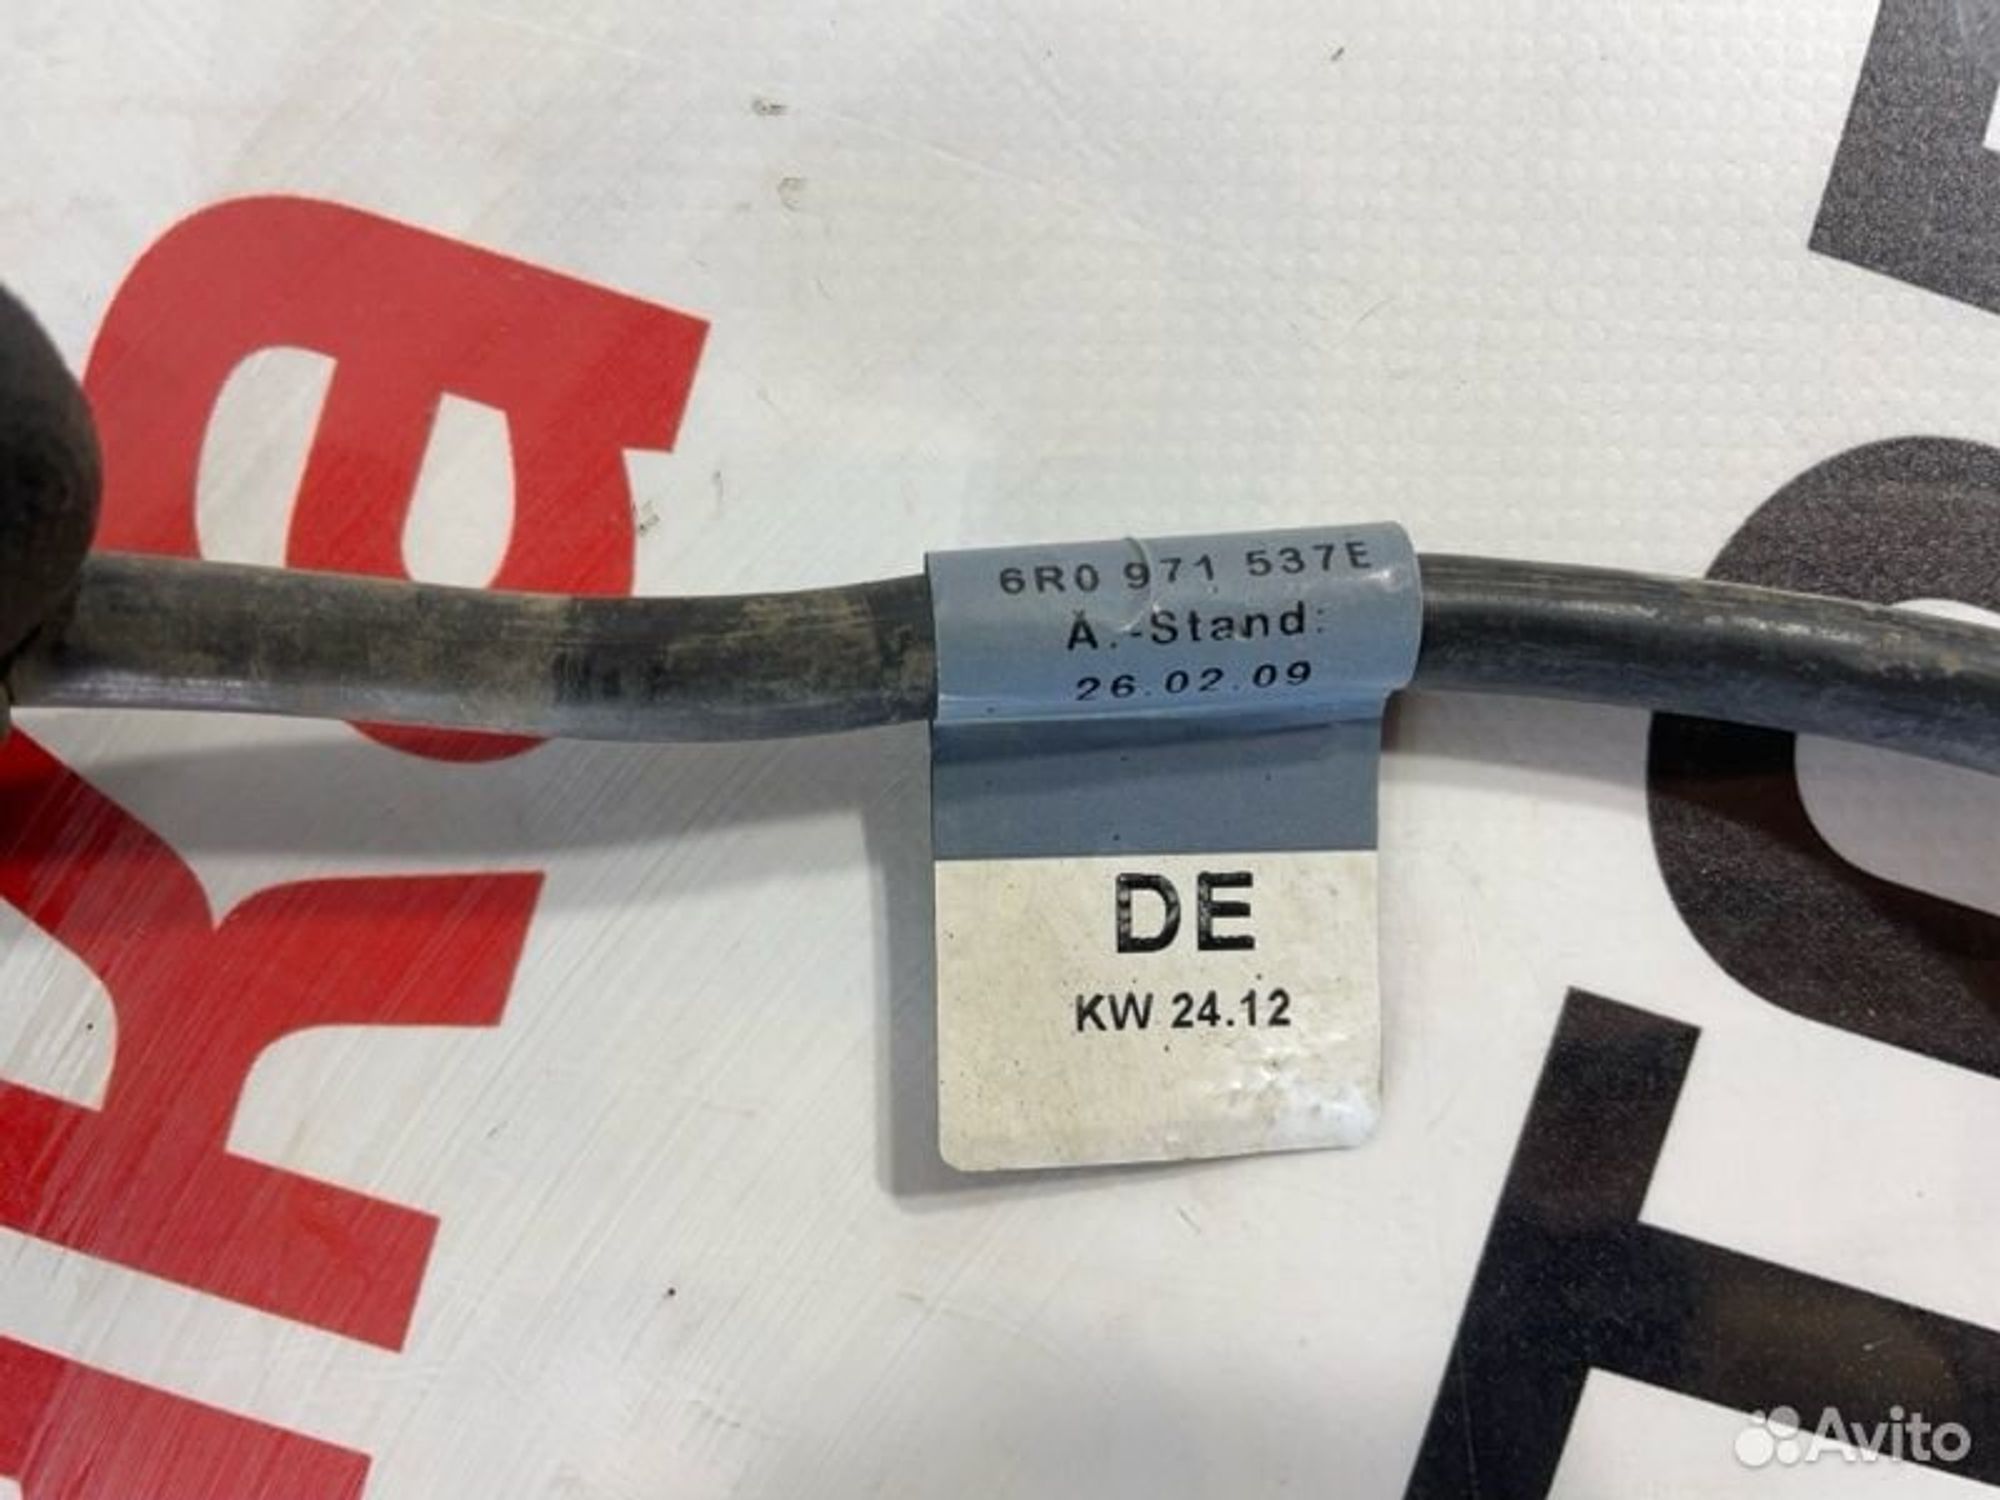 6R0 971 537E
Ä.-Stand:
26.02.09
DE
KW 24.12
Avito